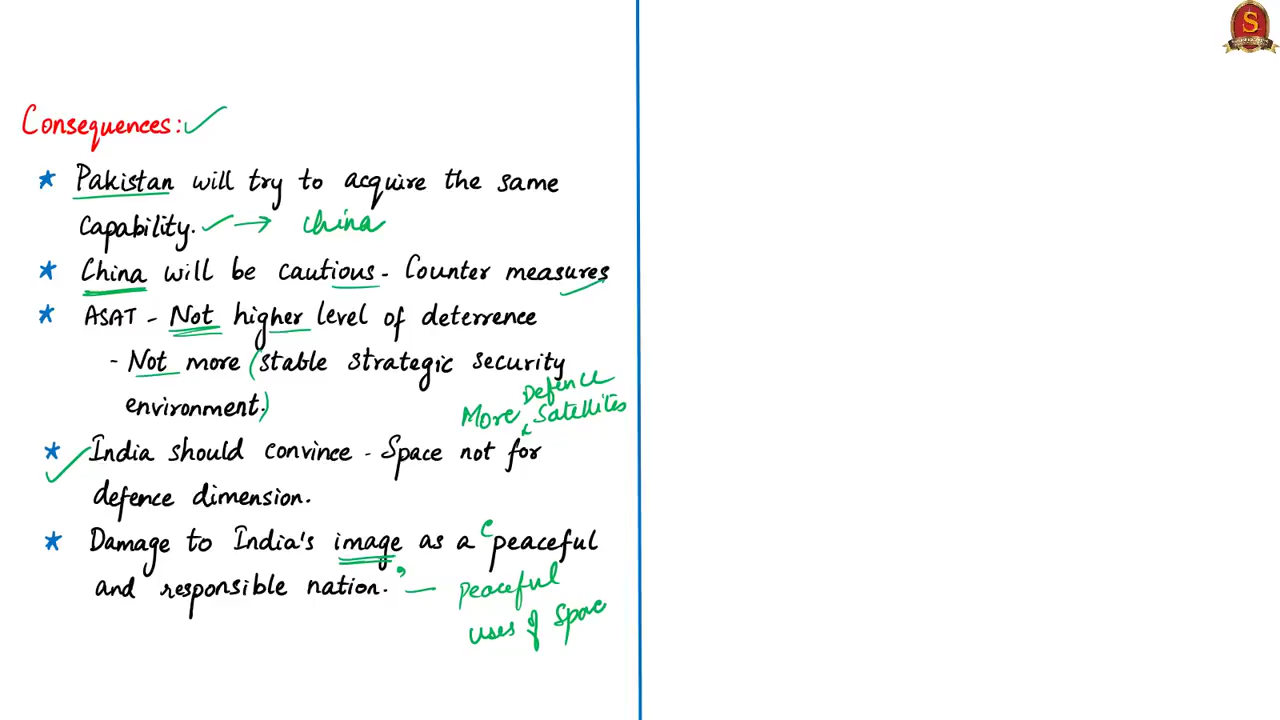 Consequences:
* Pakistan will try to acquire the same
capability. → China
* China will be cautious - Counter measures
* ASAT - Not higher level of deterrence
- Not more (stable strategic security
environment.)
More Defence Satellites
* India should convince - Space not for
defence dimension.
* Damage to India's image as a "peaceful
and responsible nation." - peaceful
uses of Space
S